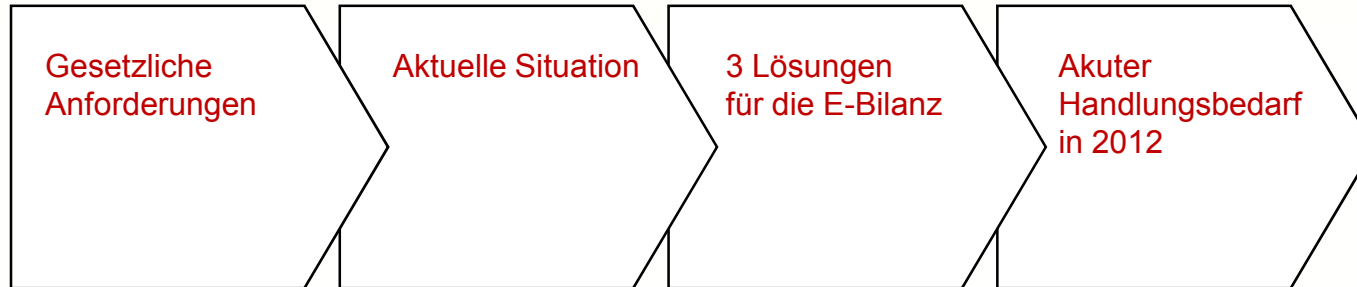 Gesetzliche
Anforderungen
Aktuelle Situation
3 Lösungen
für die E-Bilanz
Akuter
Handlungsbedarf
in 2012